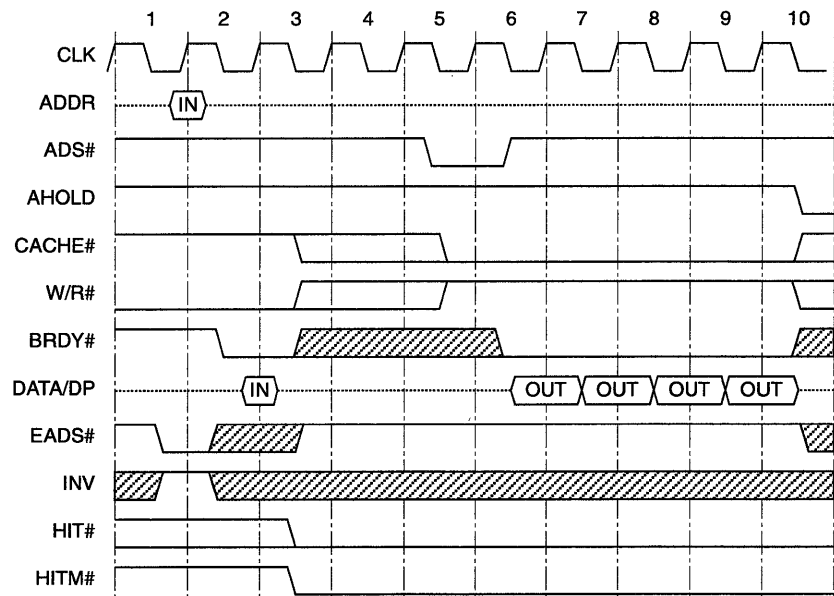 1 2 3 4 5 6 7 8 9 10
CLK
ADDR IN
ADS#
AHOLD
CACHE#
W/R#
BRDY#
DATA/DP IN OUT OUT OUT OUT
EADS#
INV
HIT#
HITM#